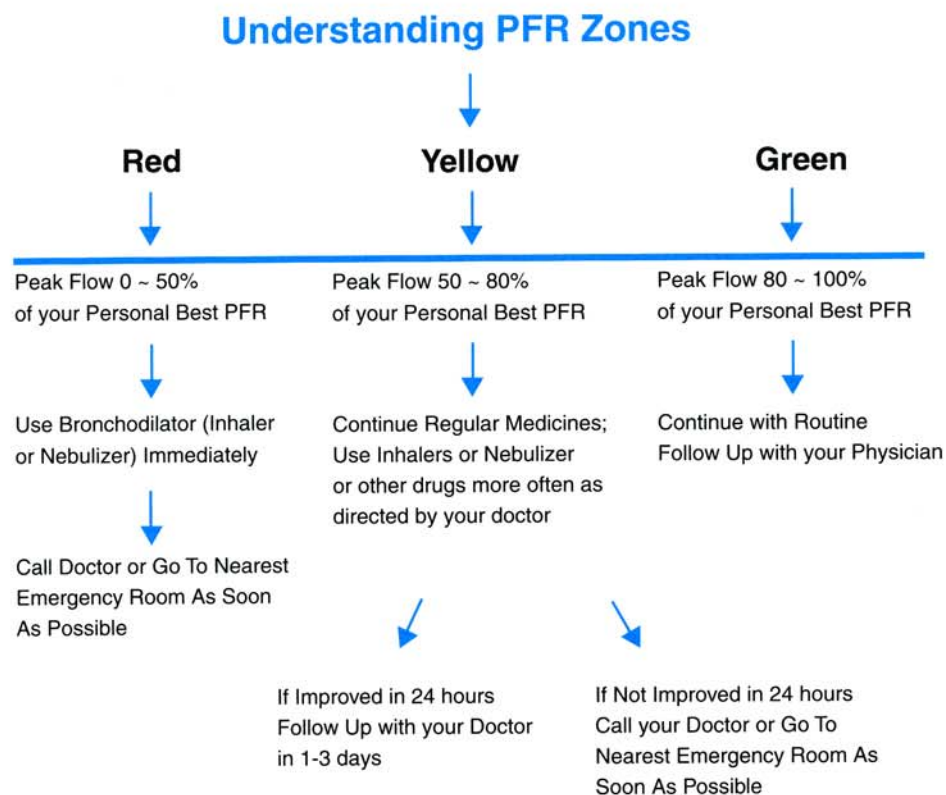 Understanding PFR Zones
Red
Yellow
Green
Peak Flow 0 ~ 50%
of your Personal Best PFR
Peak Flow 50 ~ 80%
of your Personal Best PFR
Peak Flow 80 ~ 100%
of your Personal Best PFR
Use Bronchodilator (Inhaler
or Nebulizer) Immediately
Continue Regular Medicines;
Use Inhalers or Nebulizer
or other drugs more often as
directed by your doctor
Continue with Routine
Follow Up with your Physician
Call Doctor or Go To Nearest
Emergency Room As Soon
As Possible
If Improved in 24 hours
Follow Up with your Doctor
in 1-3 days
If Not Improved in 24 hours
Call your Doctor or Go To
Nearest Emergency Room As
Soon As Possible